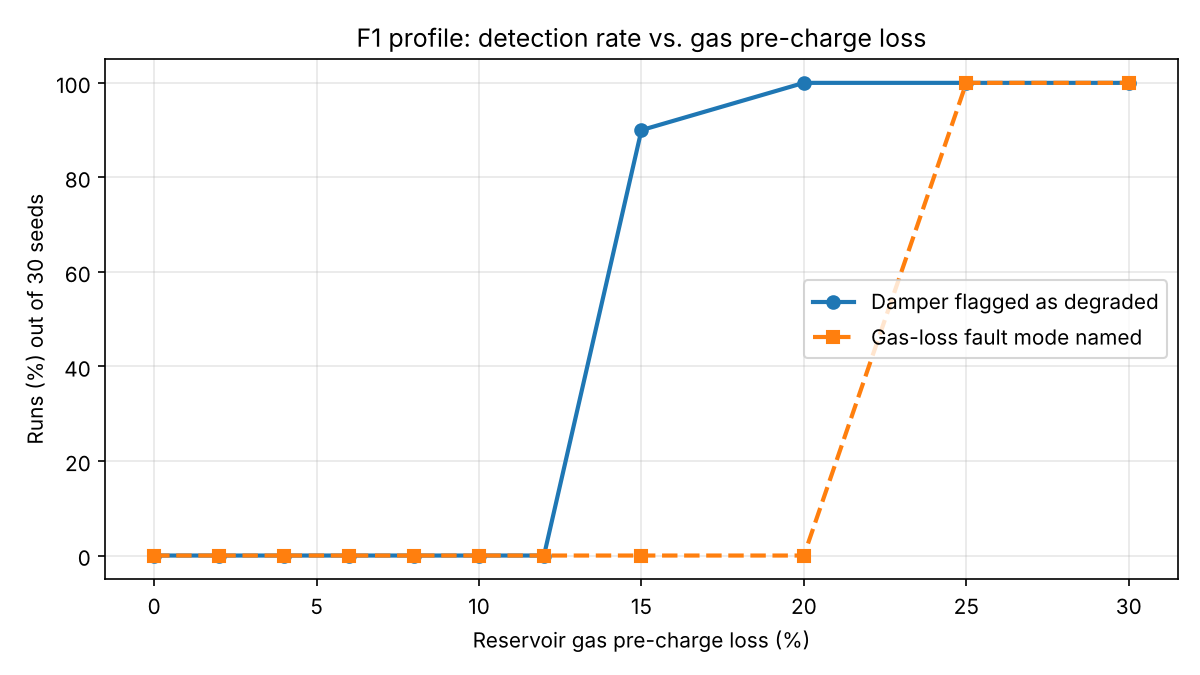 F1 profile: detection rate vs. gas pre-charge loss
Runs (%) out of 30 seeds
100
80
60
40
20
0
Damper flagged as degraded
Gas-loss fault mode named
0 5 10 15 20 25 30
Reservoir gas pre-charge loss (%)